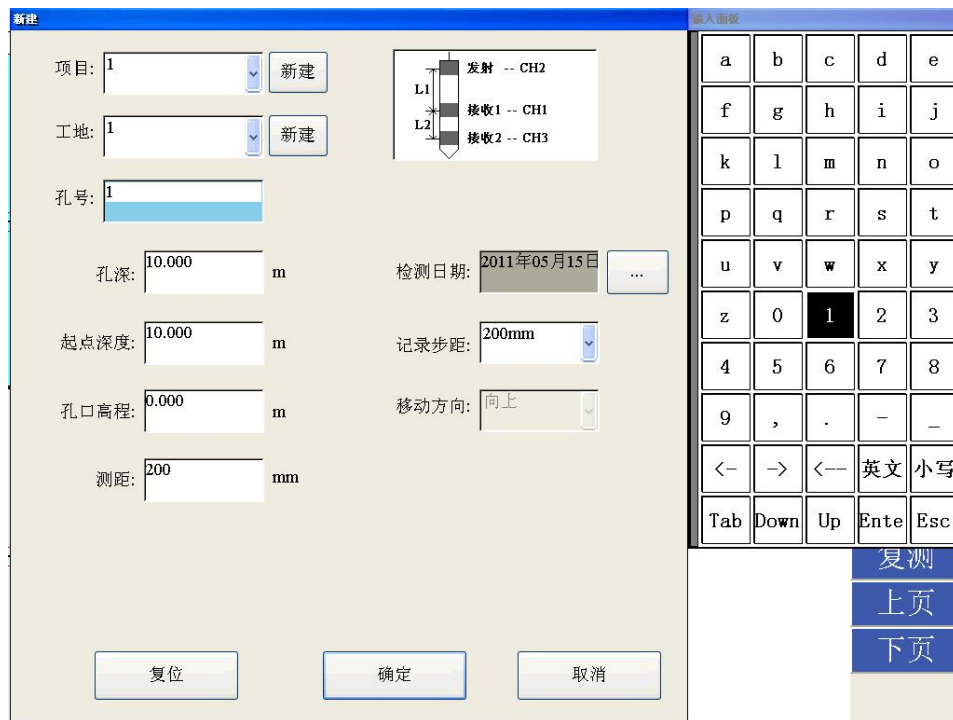 新建
项目: 1 新建
工地: 1 新建
孔号: 1
发射 -- CH2
L1
接收1 -- CH1
L2
接收2 -- CH3
孔深: 10.000 m
检测日期: 2011年05月15日 ...
起点深度: 10.000 m
记录步距: 200mm
孔口高程: 0.000 m
移动方向: 向上
测距: 200 mm
复位 确定 取消
输入面板
a b c d e
f g h i j
k l m n o
p q r s t
u v w x y
z 0 1 2 3
4 5 6 7 8
9 , . - _
<- -> <-- 英文 小写
Tab Down Up Ente Esc
复测
上页
下页